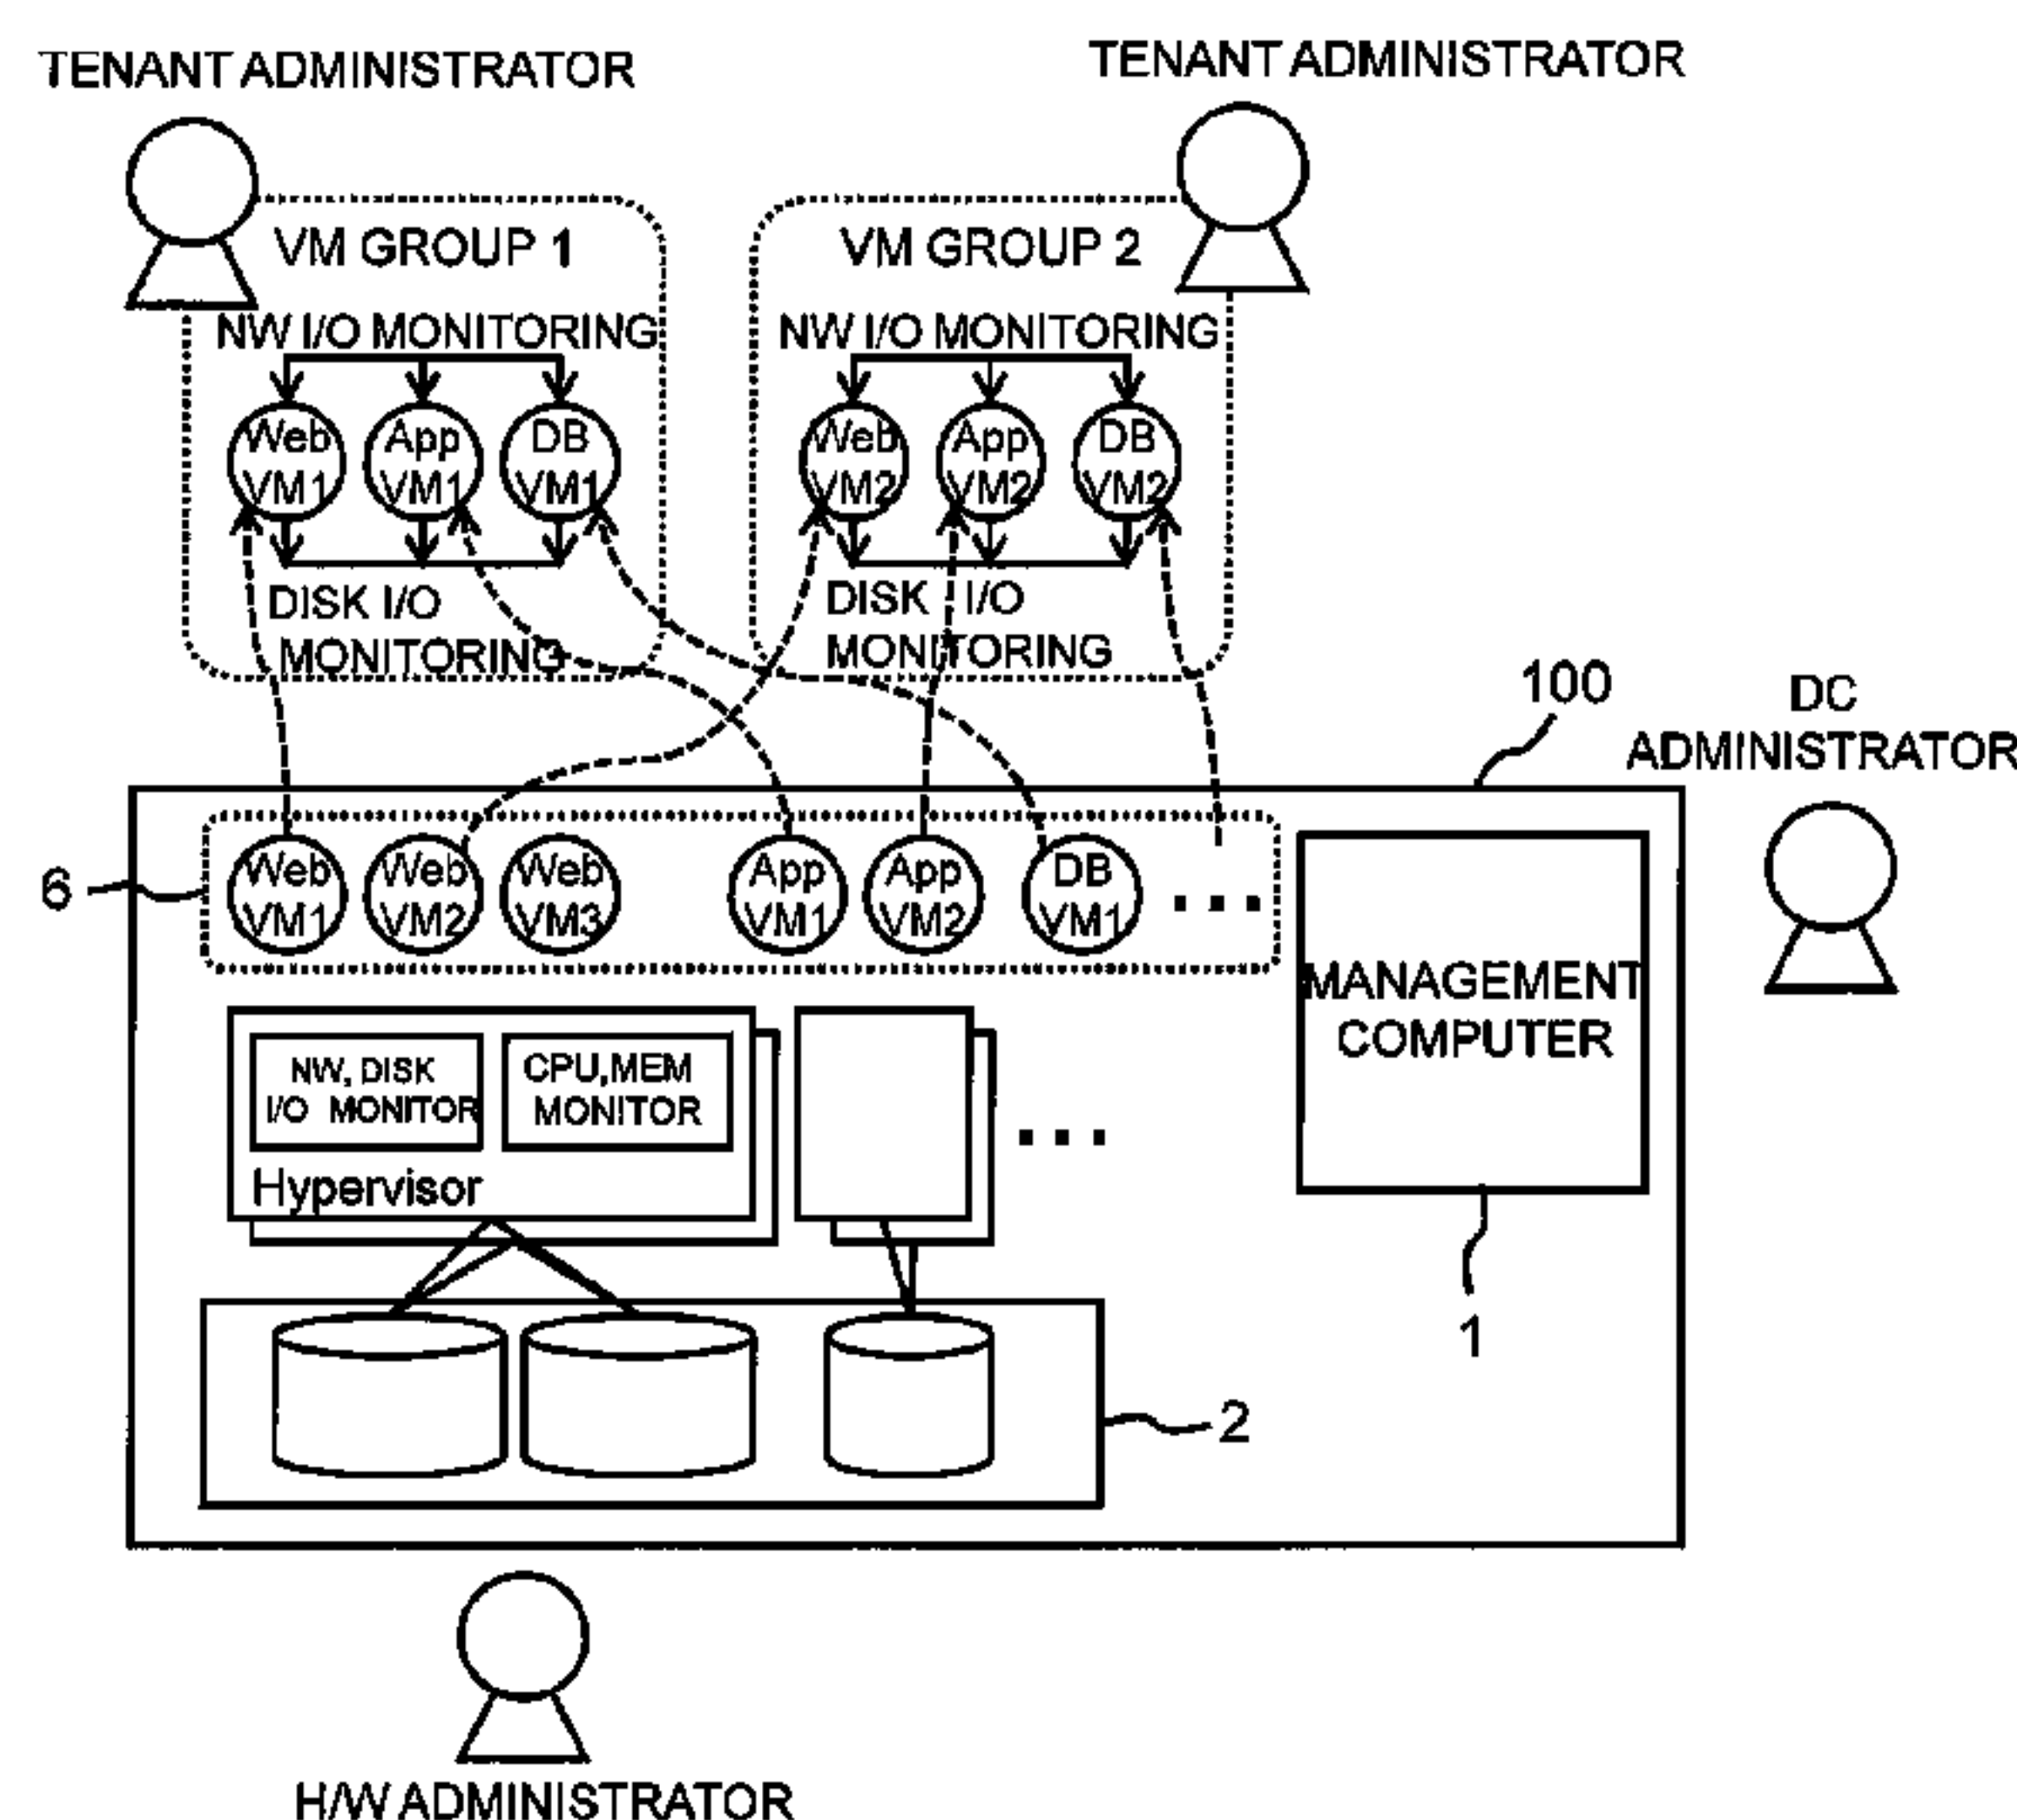 TENANT ADMINISTRATOR
TENANT ADMINISTRATOR
VM GROUP 1
VM GROUP 2
NW I/O MONITORING
NW I/O MONITORING
Web
VM1
App
VM1
DB
VM1
Web
VM2
App
VM2
DB
VM2
DISK I/O
MONITORING
DISK I/O
MONITORING
100
DC
ADMINISTRATOR
6
Web
VM1
Web
VM2
Web
VM3
App
VM1
App
VM2
DB
VM1
...
MANAGEMENT
COMPUTER
NW, DISK
I/O MONITOR
CPU,MEM
MONITOR
Hypervisor
...
1
2
H/W ADMINISTRATOR